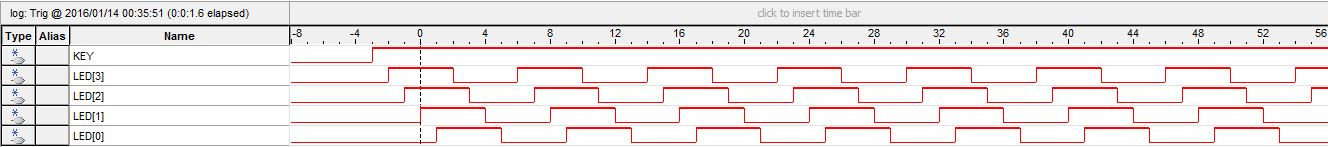 log: Trig @ 2016/01/14 00:35:51 (0:0:1.6 elapsed) click to insert time bar
Type Alias Name -8 -4 0 4 8 12 16 20 24 28 32 36 40 44 48 52 56
KEY
LED[3]
LED[2]
LED[1]
LED[0]